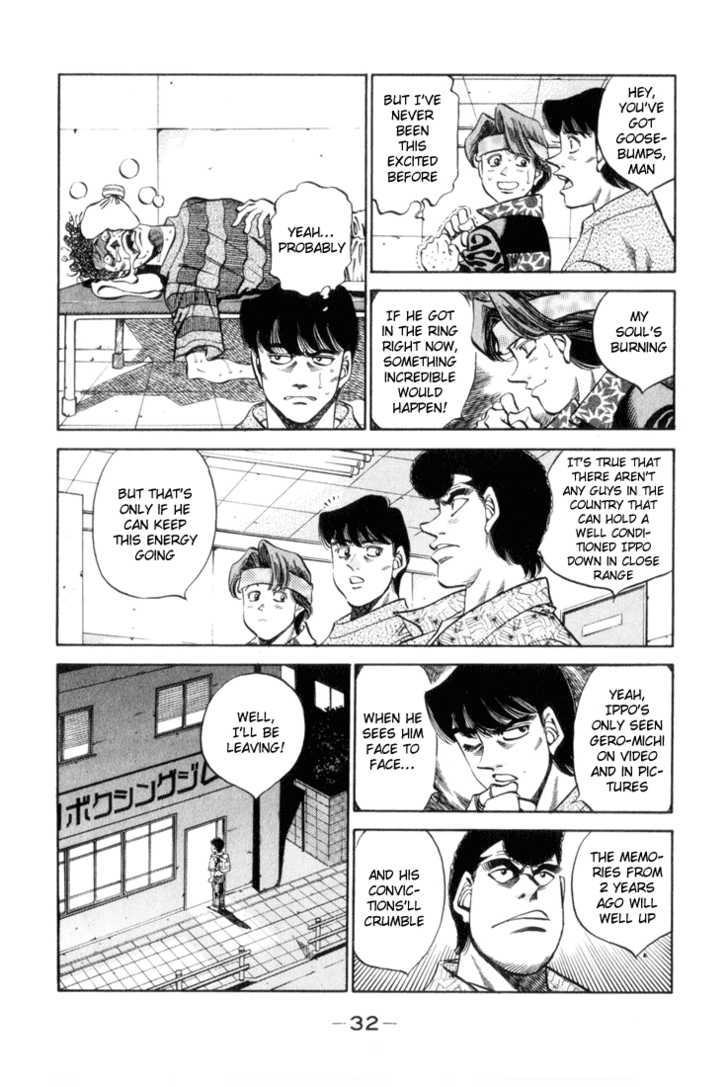 HEY,
YOU'VE
GOT
GOOSE-
BUMPS,
MAN
BUT I'VE
NEVER
BEEN
THIS
EXCITED
BEFORE
MY
SOUL'S
BURNING
IF HE GOT
IN THE RING
RIGHT NOW,
SOMETHING
INCREDIBLE
WOULD
HAPPEN!
YEAH...
PROBABLY
IT'S TRUE THAT
THERE AREN'T
ANY GUYS IN THE
COUNTRY THAT
CAN HOLD A
WELL CONDI-
TIONED IPPO
DOWN IN CLOSE
RANGE
BUT THAT'S
ONLY IF HE
CAN KEEP
THIS ENERGY
GOING
YEAH,
IPPO'S
ONLY SEEN
GERO-MICHI
ON VIDEO
AND IN PIC-
TURES
WHEN HE
SEES HIM
FACE TO
FACE...
THE MEMO-
RIES FROM
2 YEARS
AGO WILL
WELL UP
AND HIS
CONVIC-
TIONS'LL
CRUMBLE
WELL,
I'LL BE
LEAVING!
ボクシングジム
-32-